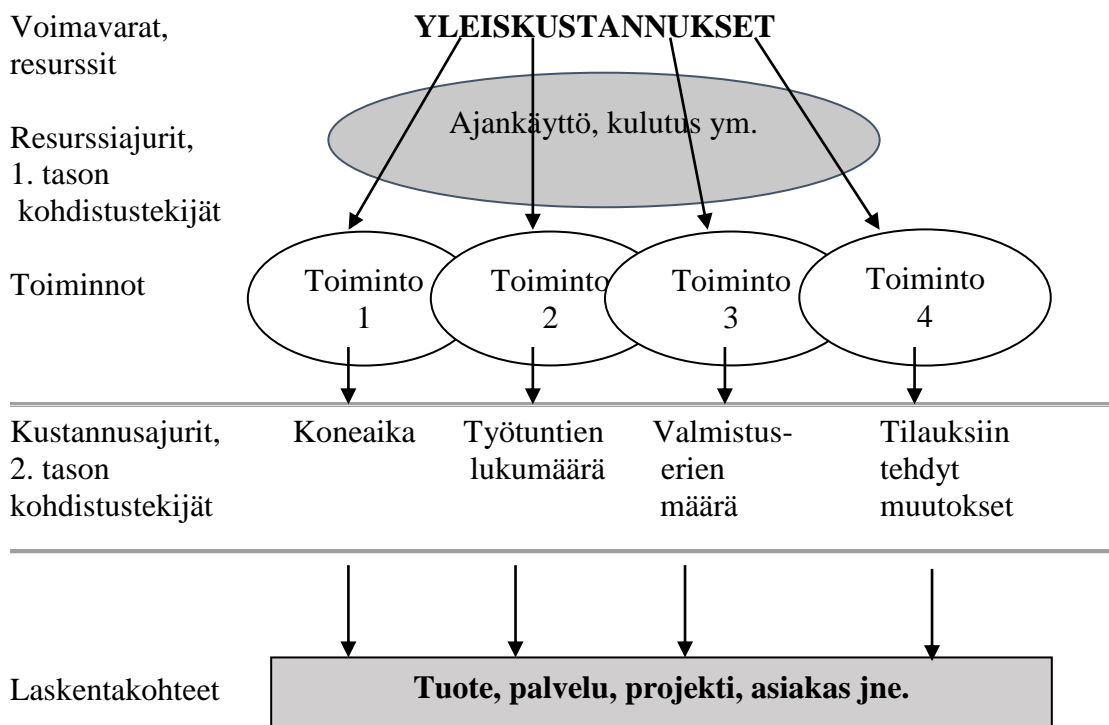 Voimavarat,
resurssit
YLEISKUSTANNUKSET
Resurssiajurit,
1. tason
kohdistustekijät
Ajankäyttö, kulutus ym.
Toiminnot
Toiminto
1
Toiminto
2
Toiminto
3
Toiminto
4
Kustannusajurit,
2. tason
kohdistustekijät
Koneaika
Työtuntien
lukumäärä
Valmistus-
erien
määrä
Tilauksiin
tehdyt
muutokset
Laskentakohteet
Tuote, palvelu, projekti, asiakas jne.